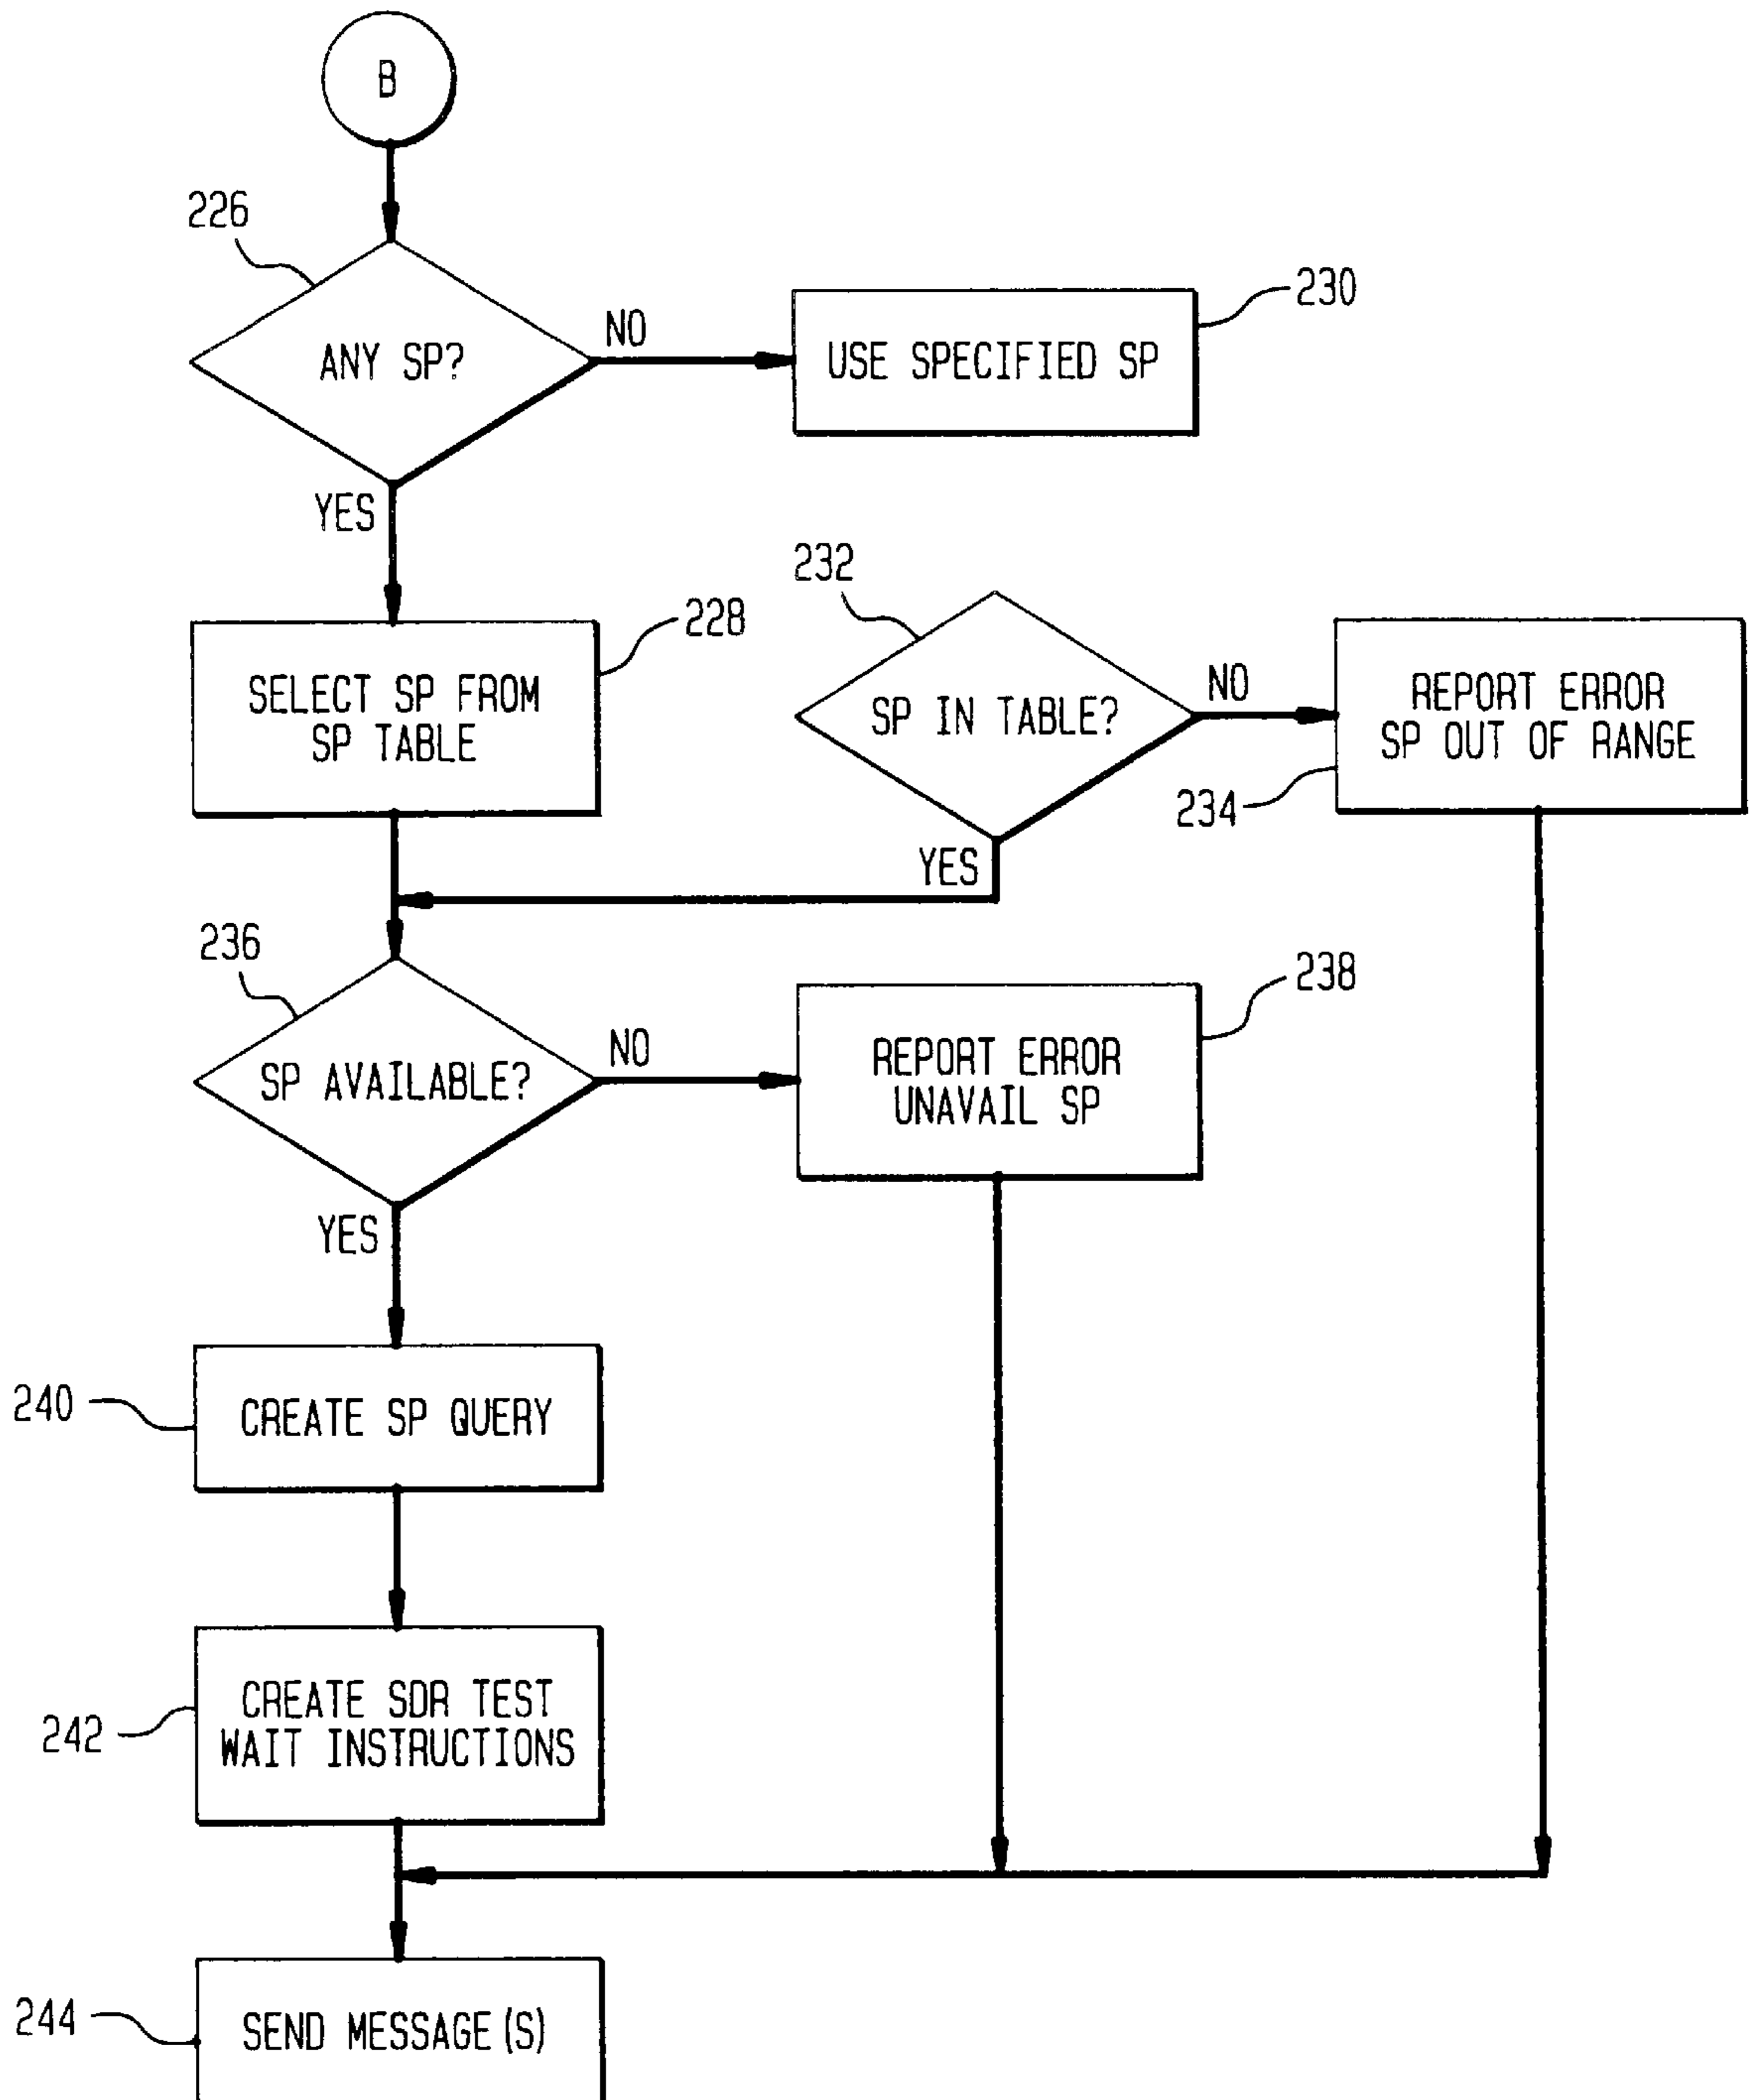 B
226
ANY SP?
NO
230
USE SPECIFIED SP
YES
228
SELECT SP FROM
SP TABLE
232
SP IN TABLE?
NO
REPORT ERROR
SP OUT OF RANGE
234
YES
236
SP AVAILABLE?
NO
238
REPORT ERROR
UNAVAIL SP
YES
240
CREATE SP QUERY
242
CREATE SDR TEST
WAIT INSTRUCTIONS
244
SEND MESSAGE(S)